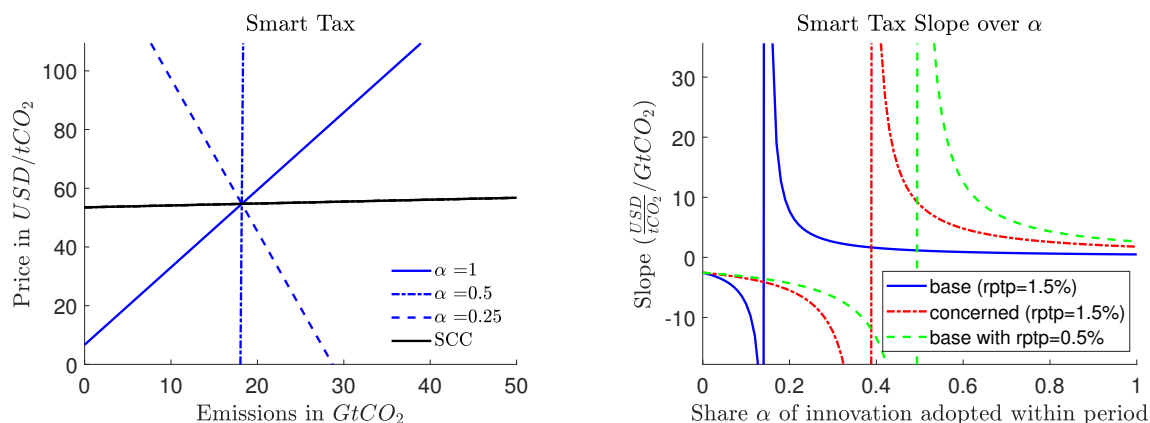 Smart Tax
Price in USD/tCO₂
100
80
60
40
20
0
0 10 20 30 40 50
Emissions in GtCO₂
α =1
α =0.5
α =0.25
SCC
Smart Tax Slope over α
Slope (USD/tCO₂/GtCO₂)
30
20
10
0
-10
0 0.2 0.4 0.6 0.8 1
Share α of innovation adopted within period
base (rptp=1.5%)
concerned (rptp=1.5%)
base with rptp=0.5%